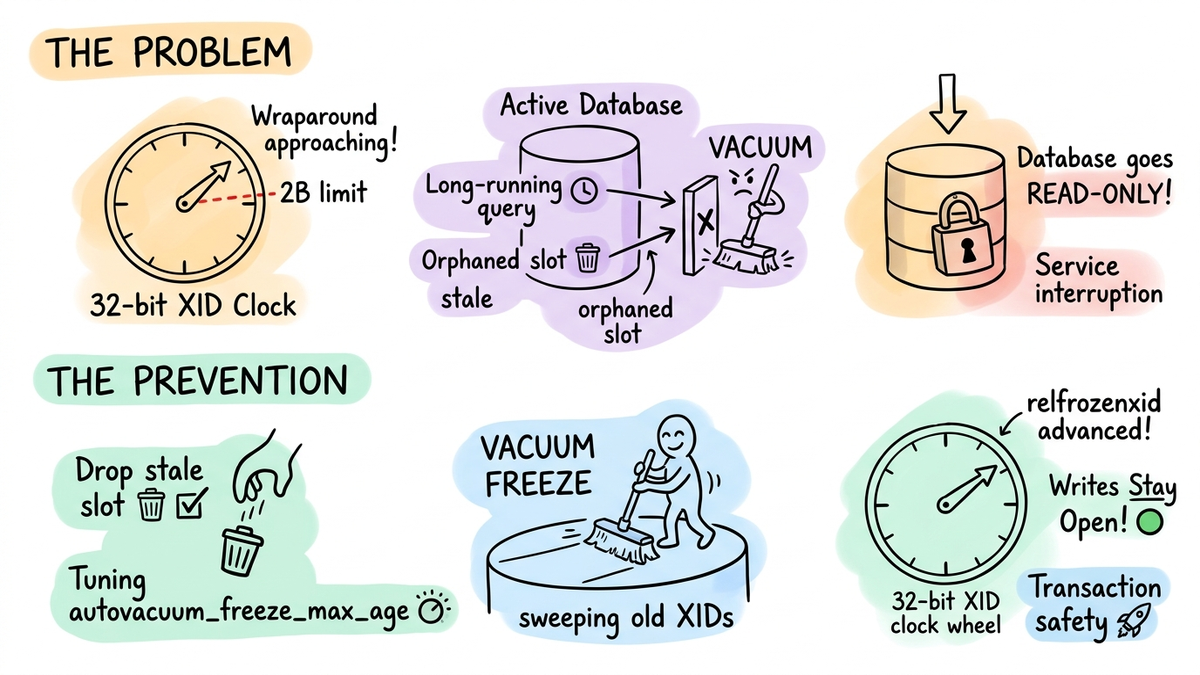 THE PROBLEM
Wraparound
approaching!
2B limit
32-bit XID Clock
Active Database
Long-running
query
Orphaned slot
stale
orphaned
slot
VACUUM
X
Database goes
READ-ONLY!
Service
interruption
THE PREVENTION
Drop stale
slot
Tuning
autovacuum_freeze_max_age
VACUUM
FREEZE
sweeping old XIDs
relfrozenxid
advanced!
Writes Stay
Open!
32-bit XID
clock wheel
Transaction
safety